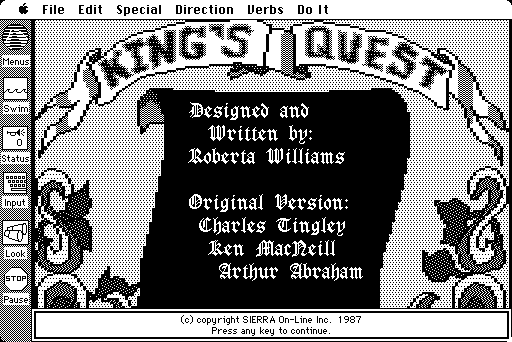 File Edit Special Direction Verbs Do It
KING'S QUEST
Menus
Swim
0
Status
Input
Look
STOP
Pause
Designed and
Written by:
Roberta Williams
Original Version:
Charles Tingley
Ken MacNeill
Arthur Abraham
(c) copyright SIERRA On-Line Inc. 1987
Press any key to continue.